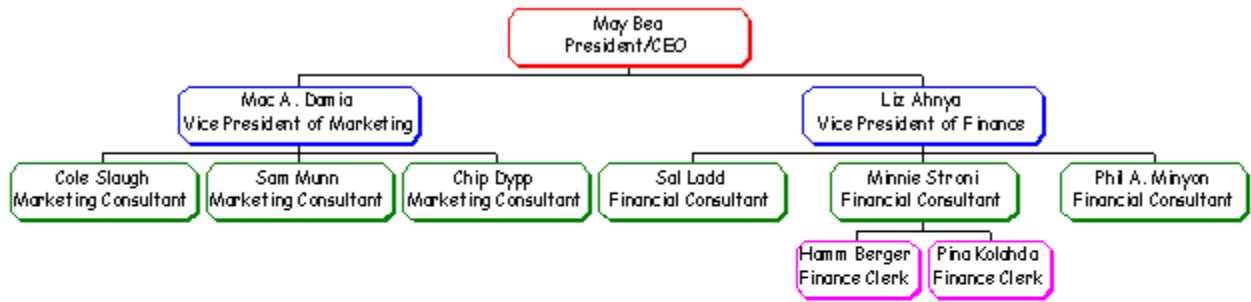 May Bea
President/CEO
Mac A. Damia
Vice President of Marketing
Liz Ahnya
Vice President of Finance
Cole Slaugh
Marketing Consultant
Sam Munn
Marketing Consultant
Chip Dypp
Marketing Consultant
Sal Ladd
Financial Consultant
Minnie Stroni
Financial Consultant
Phil A. Minyon
Financial Consultant
Hamm Berger
Finance Clerk
Pina Kolahda
Finance Clerk